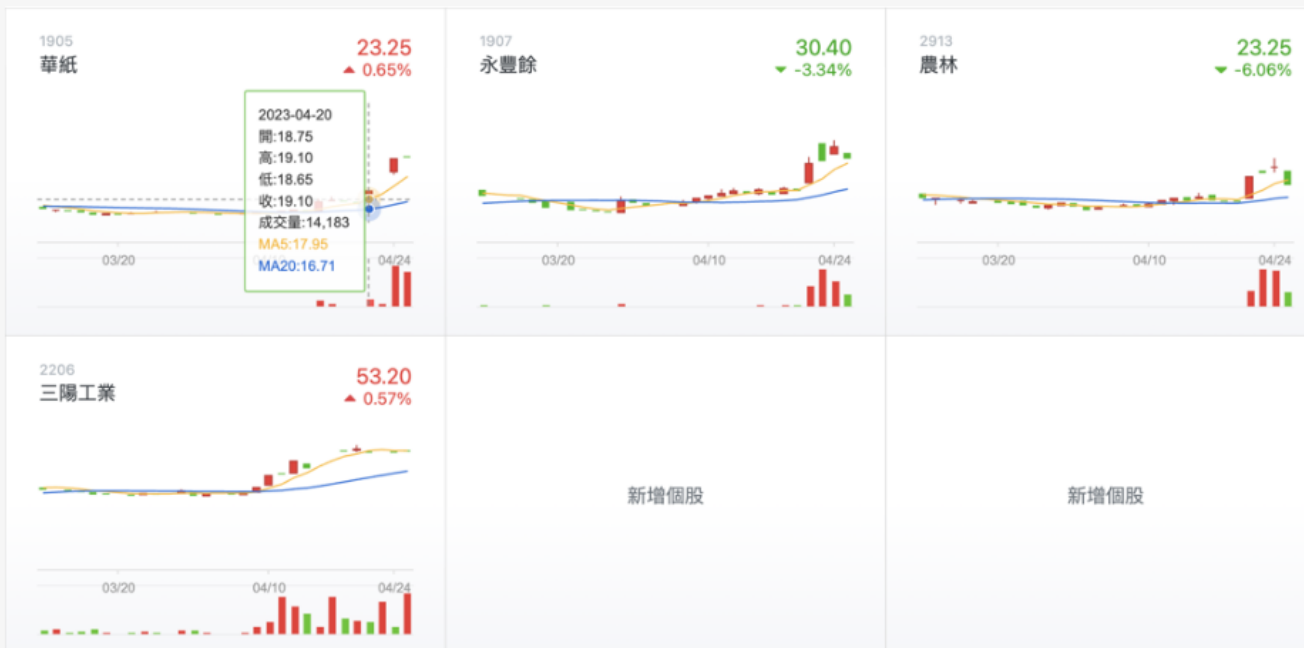 1905
華紙
23.25
▲ 0.65%
2023-04-20
開:18.75
高:19.10
低:18.65
收:19.10
成交量:14,183
MA5:17.95
MA20:16.71
03/20
04/24
1907
永豐餘
30.40
▼ -3.34%
03/20
04/10
04/24
2913
農林
23.25
▼ -6.06%
03/20
04/10
04/24
2206
三陽工業
53.20
▲ 0.57%
03/20
04/10
04/24
新增個股
新增個股